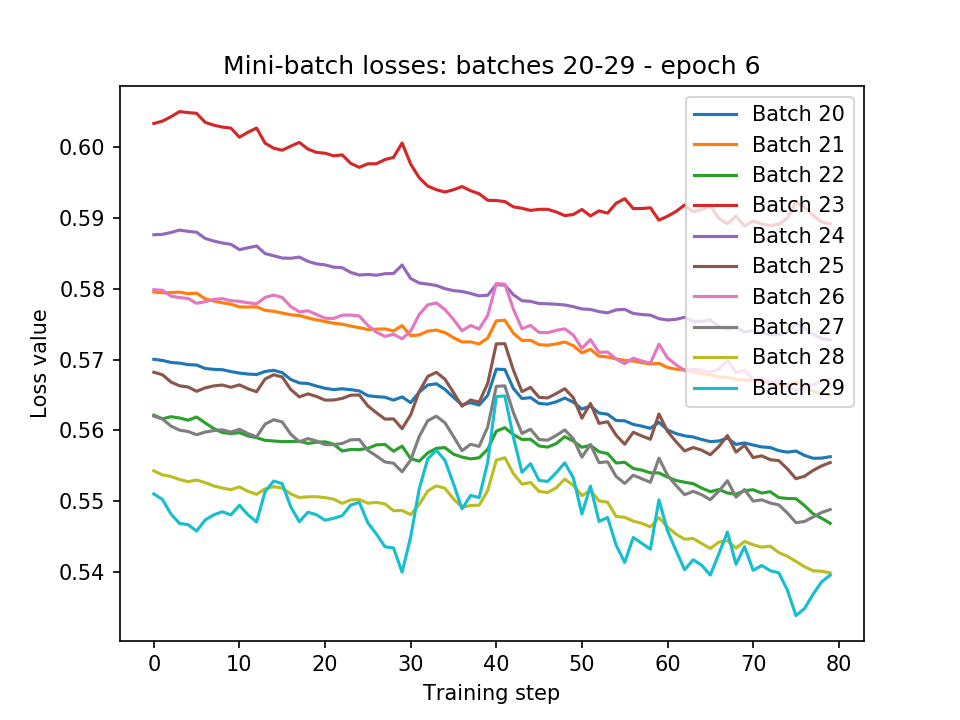 Mini-batch losses: batches 20-29 - epoch 6
Loss value
0.60
0.59
0.58
0.57
0.56
0.55
0.54
Batch 20
Batch 21
Batch 22
Batch 23
Batch 24
Batch 25
Batch 26
Batch 27
Batch 28
Batch 29
0 10 20 30 40 50 60 70 80
Training step